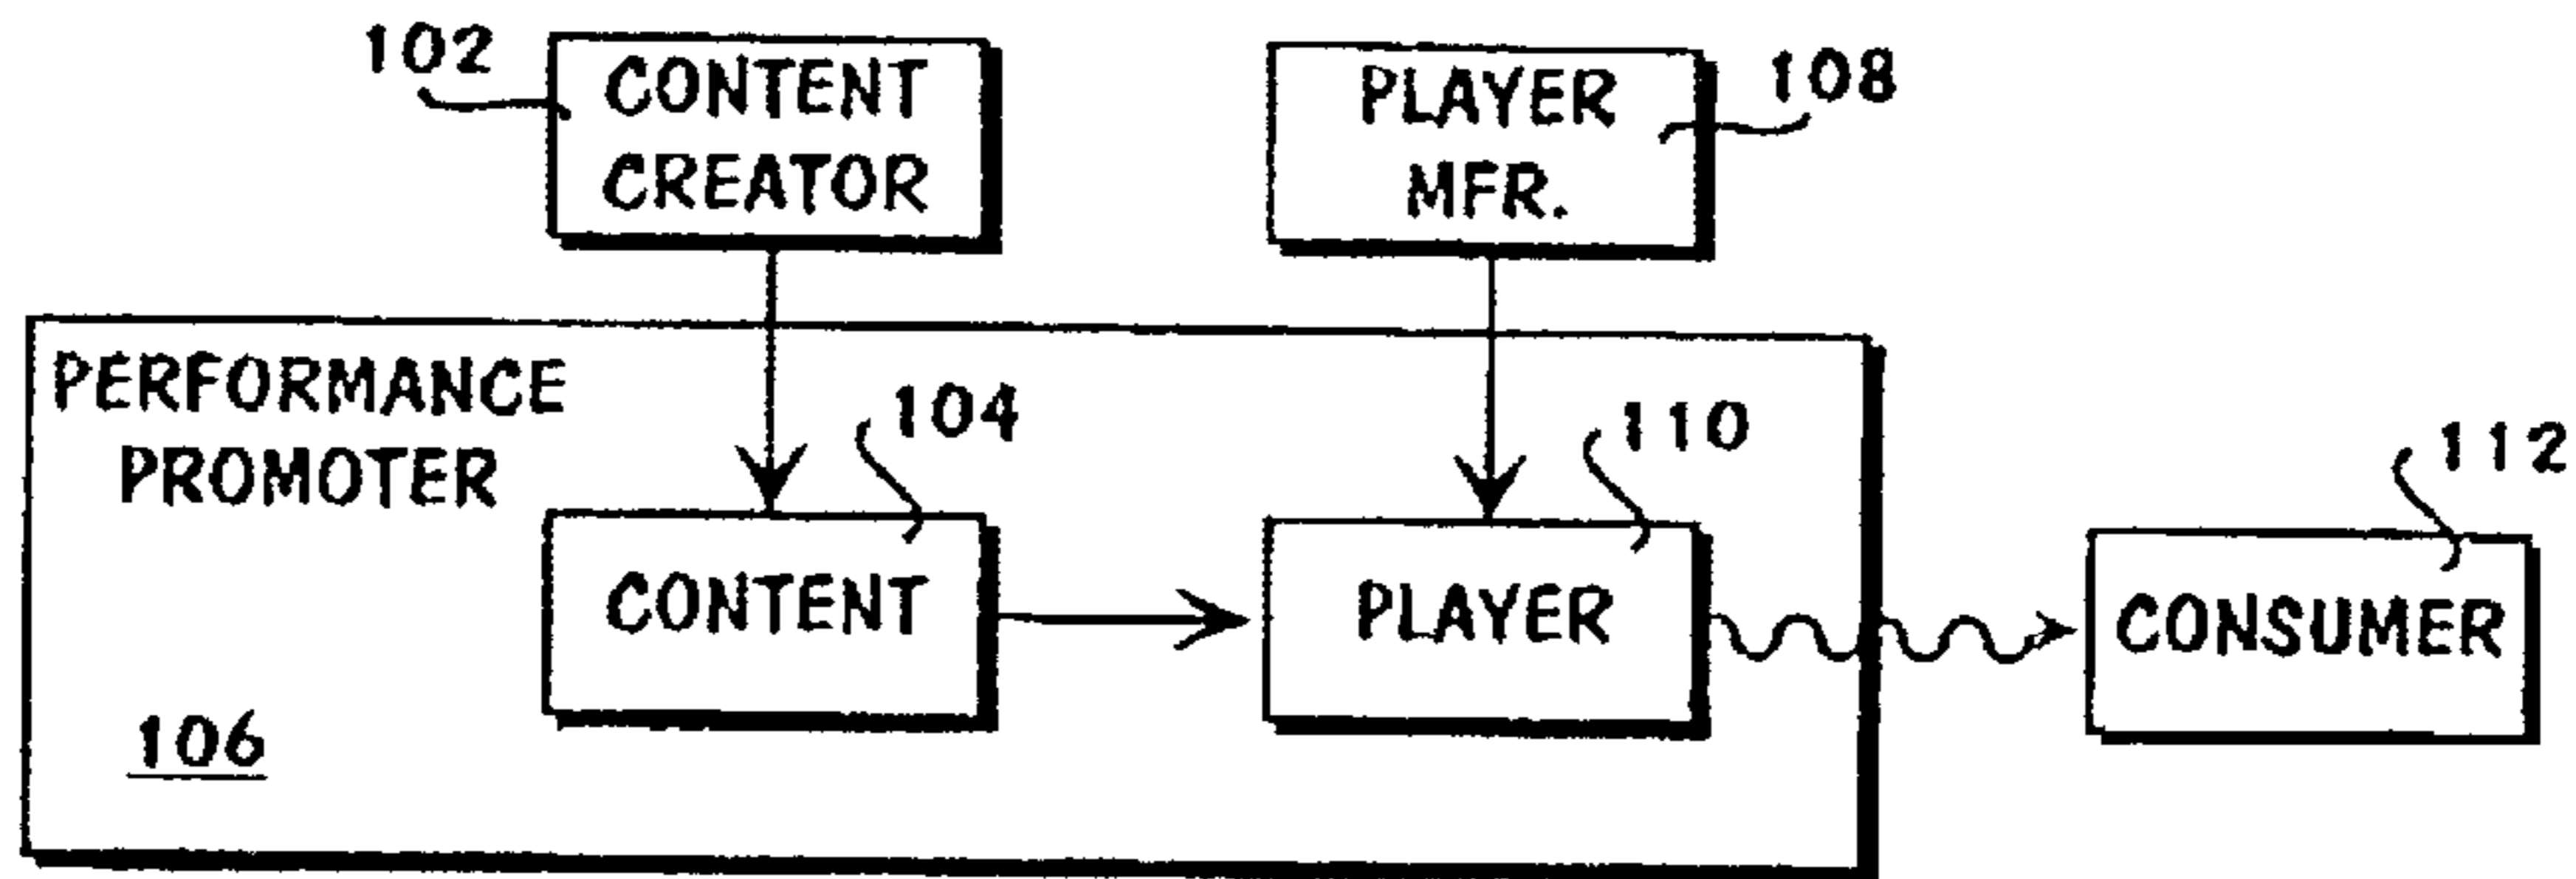 102
CONTENT
CREATOR
PLAYER
MFR.
108
PERFORMANCE
PROMOTER
104
110
112
CONTENT
PLAYER
CONSUMER
106